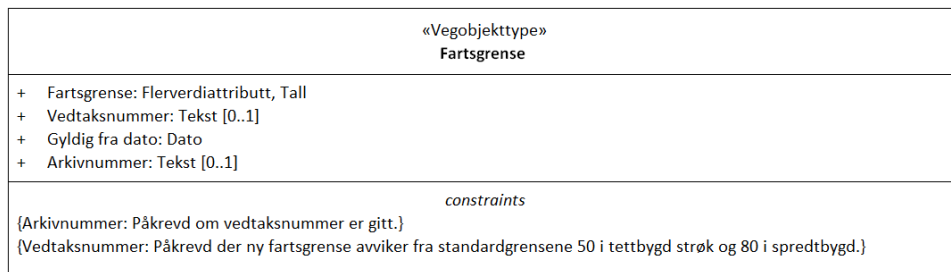 «Vegobjekttype»
Fartsgrense
+ Fartsgrense: Flerverdiattributt, Tall
+ Vedtaksnummer: Tekst [0..1]
+ Gyldig fra dato: Dato
+ Arkivnummer: Tekst [0..1]
constraints
{Arkivnummer: Påkrevd om vedtaksnummer er gitt.}
{Vedtaksnummer: Påkrevd der ny fartsgrense avviker fra standardgrensene 50 i tettbygd strøk og 80 i spredtbygd.}